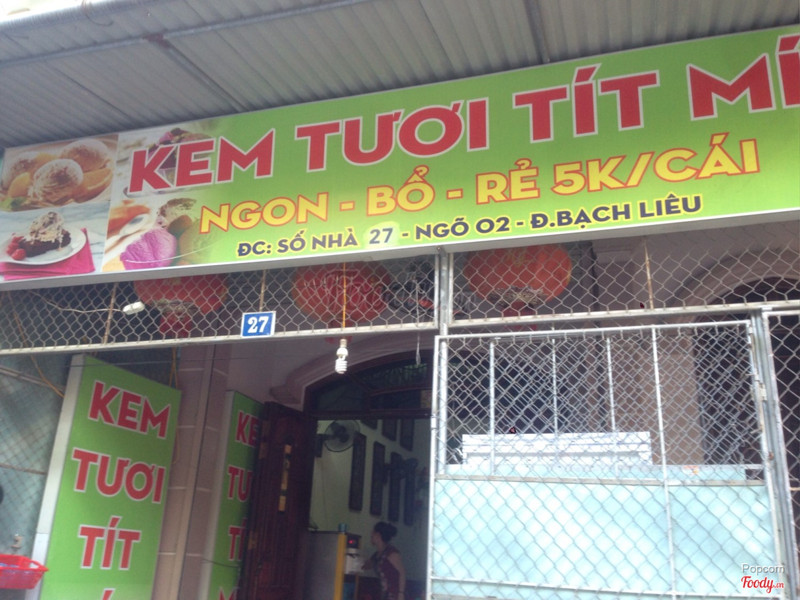 KEM TƯƠI TÍT MÍ
NGON - BỔ - RẺ 5K/CÁI
ĐC: SỐ NHÀ 27 - NGÕ 02 - Đ.BẠCH LIÊU
27
KEM
TƯƠI
TÍT
KEM
Popcorn
Foody.vn